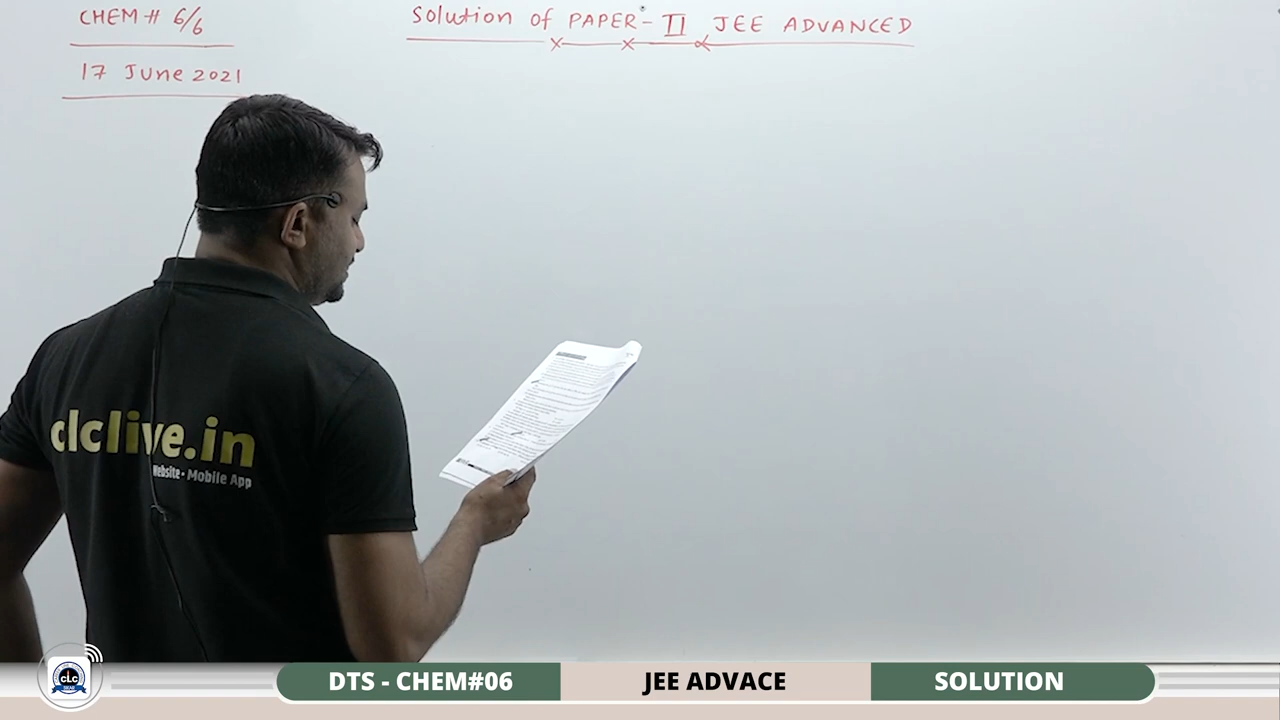 CHEM # 6/6
Solution of PAPER - II JEE ADVANCED
17 June 2021
clclive.in
Website • Mobile App
CLC
DTS - CHEM#06
JEE ADVACE
SOLUTION